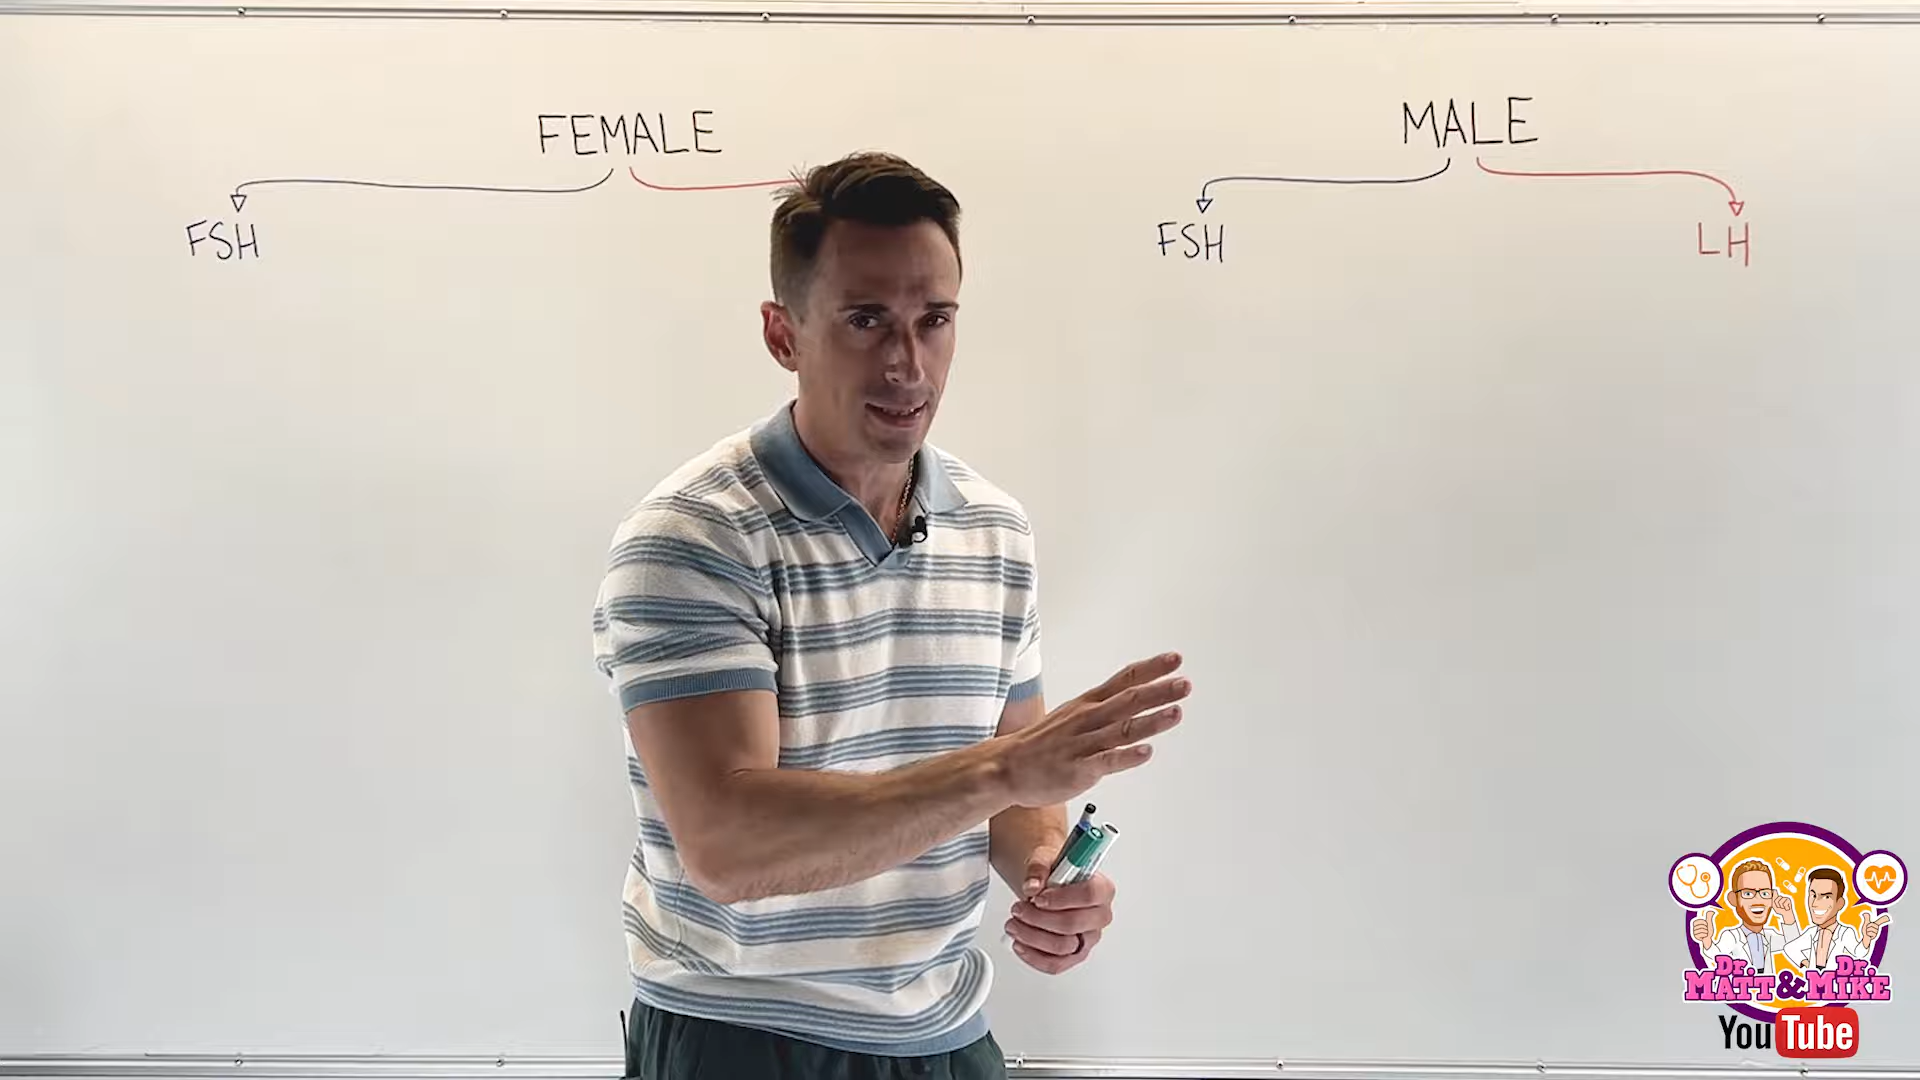 FEMALE
MALE
FSH
FSH
LH
Dr. Dr.
MATT & MIKE
YouTube